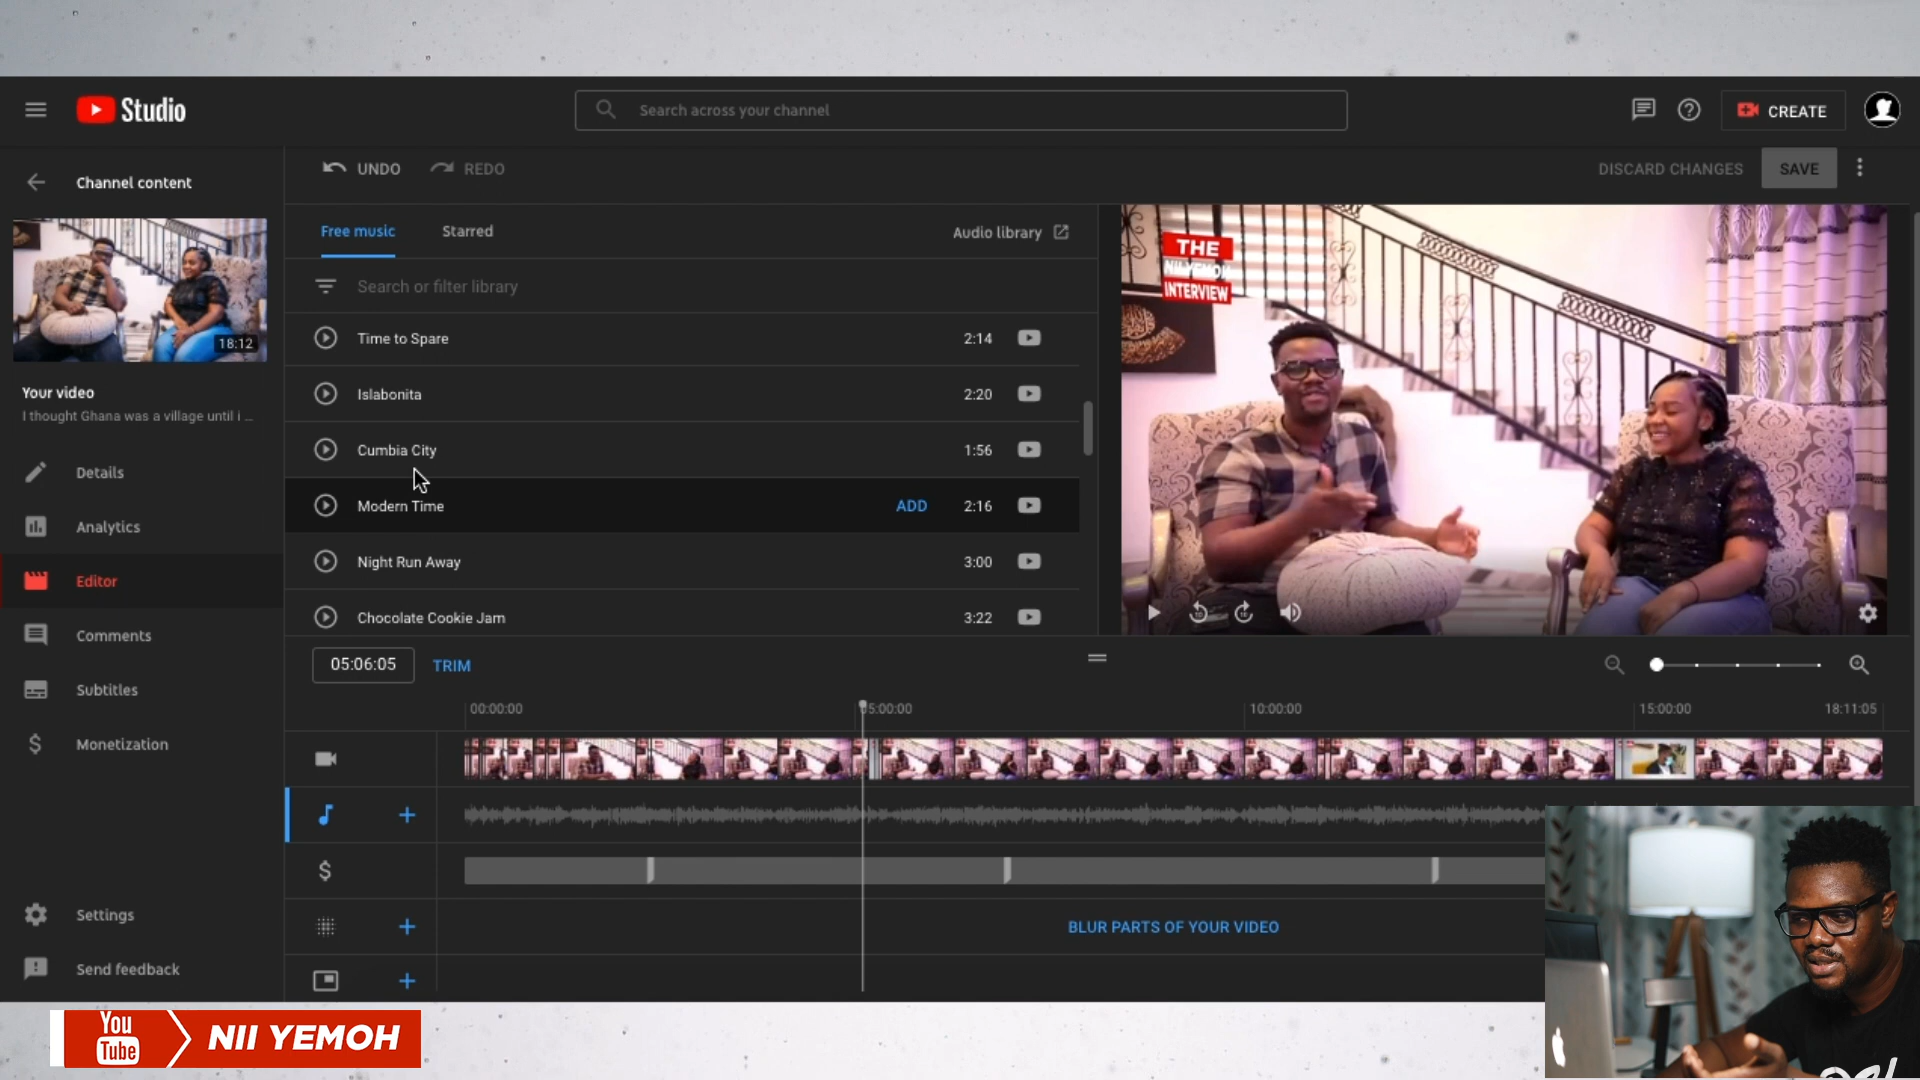 Studio
Search across your channel
CREATE
Channel content
UNDO
REDO
DISCARD CHANGES
SAVE
18:12
Your video
I thought Ghana was a village until i ...
Details
Analytics
Editor
Comments
Subtitles
Monetization
Settings
Send feedback
Free music
Starred
Audio library
Search or filter library
Time to Spare
2:14
Islabonita
2:20
Cumbia City
1:56
Modern Time
ADD
2:16
Night Run Away
3:00
Chocolate Cookie Jam
3:22
THE
NII YEMOH
INTERVIEW
10
10
05:06:05
TRIM
00:00:00
05:00:00
10:00:00
15:00:00
18:11:05
BLUR PARTS OF YOUR VIDEO
You
Tube
NII YEMOH